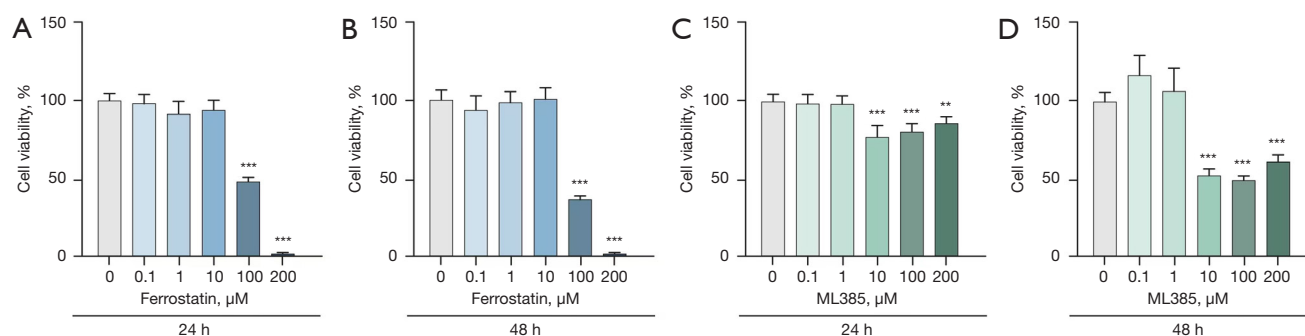 A
Cell viability, %
150
100
50
0
***
***
0 0.1 1 10 100 200
Ferrostatin, µM
24 h
B
Cell viability, %
150
100
50
0
***
***
0 0.1 1 10 100 200
Ferrostatin, µM
48 h
C
Cell viability, %
150
100
50
0
*** *** **
0 0.1 1 10 100 200
ML385, µM
24 h
D
Cell viability, %
150
100
50
0
*** *** ***
0 0.1 1 10 100 200
ML385, µM
48 h